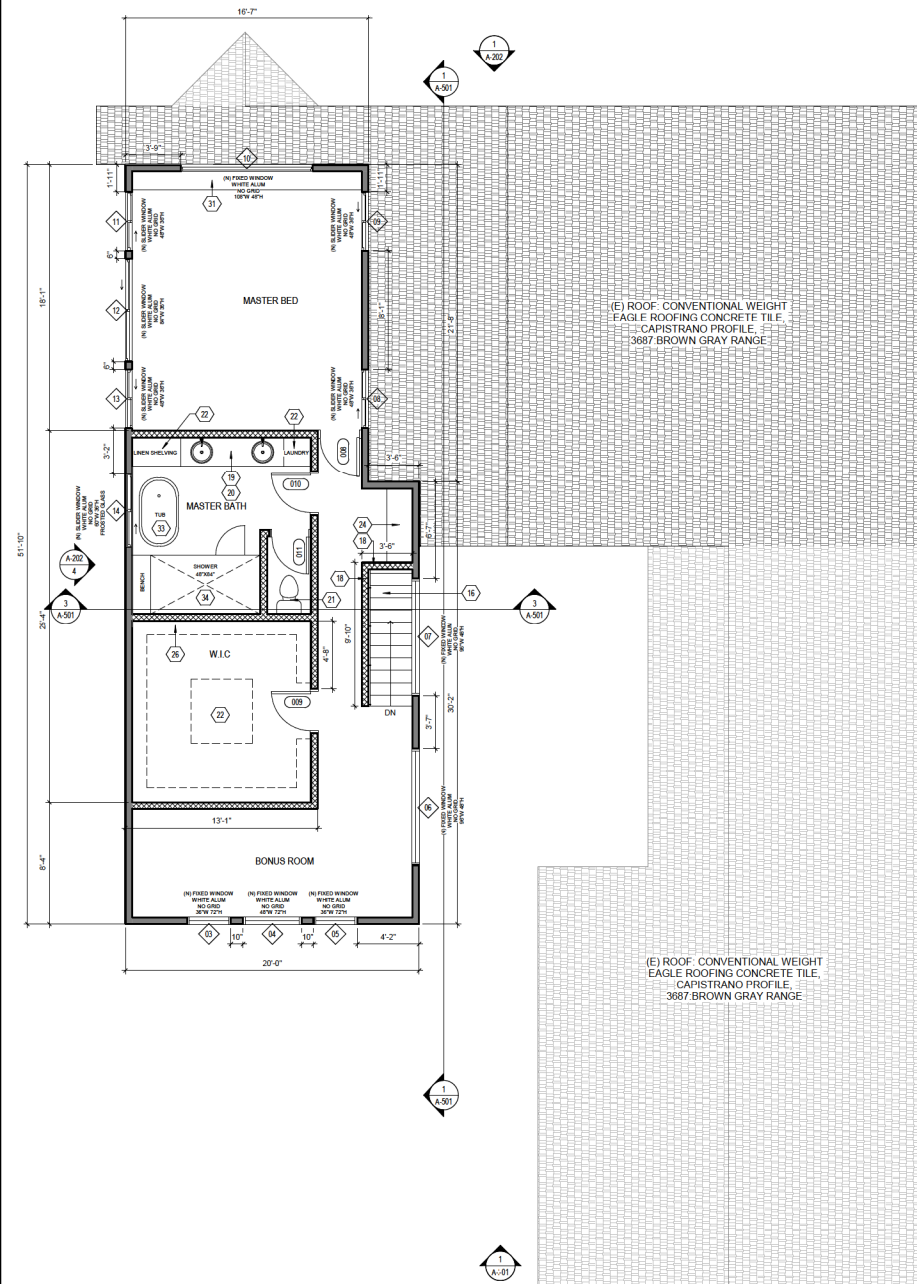 16'-7"
1
A-202
1
A-501
3'-9"
10
(N) FIXED WINDOW
WHITE ALUM
NO GRID
108"W 48"H
31
1'-11"
1'-11"
11
(N) SLIDER WINDOW
WHITE ALUM
NO GRID
48"W 36"H
09
(N) SLIDER WINDOW
WHITE ALUM
NO GRID
48"W 36"H
6"
18'-1"
12
(N) SLIDER WINDOW
WHITE ALUM
NO GRID
84"W 36"H
MASTER BED
8'-1"
21'-8"
(E) ROOF: CONVENTIONAL WEIGHT
EAGLE ROOFING CONCRETE TILE,
CAPISTRANO PROFILE,
3687:BROWN GRAY RANGE
6"
13
(N) SLIDER WINDOW
WHITE ALUM
NO GRID
48"W 36"H
08
(N) SLIDER WINDOW
WHITE ALUM
NO GRID
48"W 36"H
22
22
3'-2"
LINEN SHELVING
LAUNDRY
008
3'-6"
19
20
010
MASTER BATH
14
(N) SLIDER WINDOW
WHITE ALUM
NO GRID
60"W 36"H
FROSTED GLASS
TUB
33
24
18
3'-6"
6'-7"
51'-10"
A-202
4
011
SHOWER
48"X84"
34
BENCH
18
16
21
3
A-501
3
A-501
25'-4"
26
W.I.C
4'-8"
9'-10"
07
(N) FIXED WINDOW
WHITE ALUM
NO GRID
96"W 48"H
22
009
DN
3'-7"
30'-2"
06
WHITE ALUM
NO GRID
96"W 48"H
13'-1"
8'-4"
BONUS ROOM
(N) FIXED WINDOW
WHITE ALUM
NO GRID
36"W 72"H
(N) FIXED WINDOW
WHITE ALUM
NO GRID
48"W 72"H
(N) FIXED WINDOW
WHITE ALUM
NO GRID
36"W 72"H
03
10"
04
10"
05
4'-2"
20'-0"
(E) ROOF: CONVENTIONAL WEIGHT
EAGLE ROOFING CONCRETE TILE,
CAPISTRANO PROFILE,
3687:BROWN GRAY RANGE
1
A-501
1